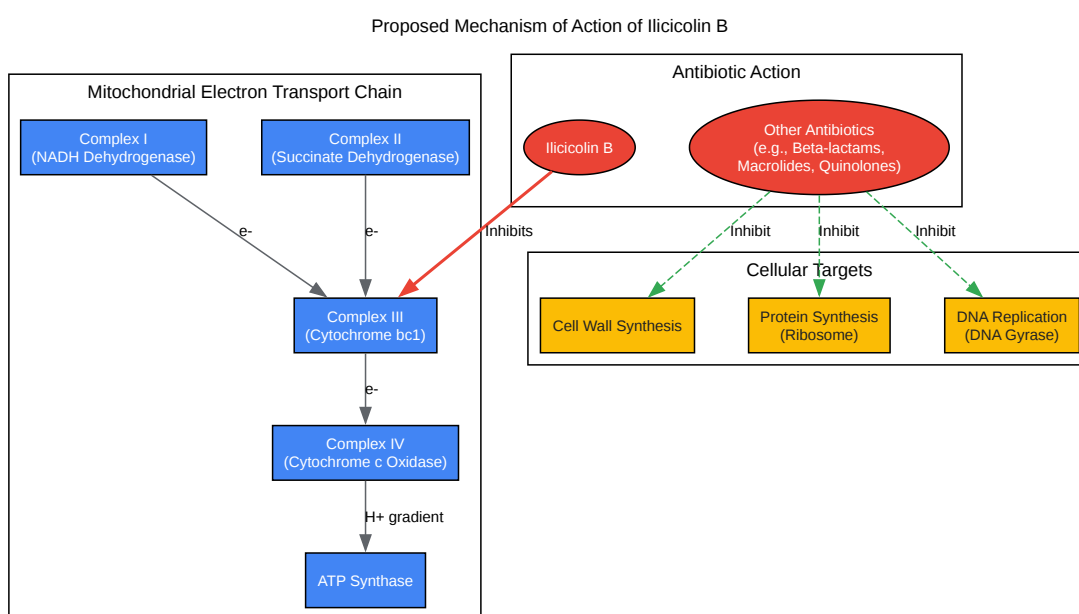 Proposed Mechanism of Action of Ilicicolin B
Antibiotic Action
Mitochondrial Electron Transport Chain
Complex I
(NADH Dehydrogenase)
Complex II
(Succinate Dehydrogenase)
Ilicicolin B
Other Antibiotics
(e.g., Beta-lactams,
Macrolides, Quinolones)
e-
e-
Inhibits
Inhibit
Inhibit
Inhibit
Cellular Targets
Complex III
(Cytochrome bc1)
Cell Wall Synthesis
Protein Synthesis
(Ribosome)
DNA Replication
(DNA Gyrase)
e-
Complex IV
(Cytochrome c Oxidase)
H+ gradient
ATP Synthase